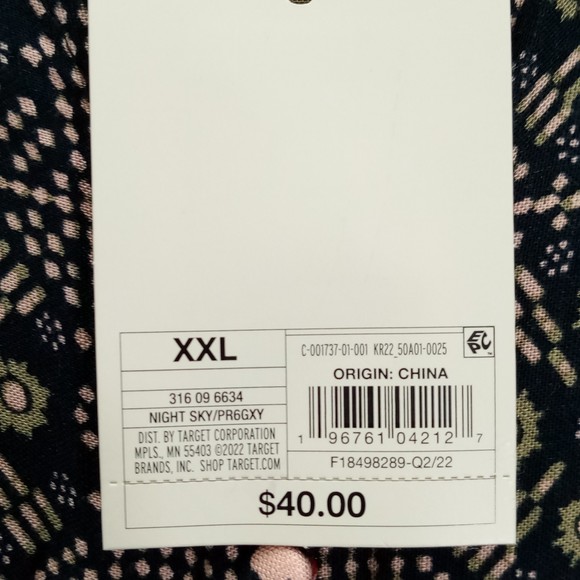 XXL
316 09 6634
NIGHT SKY/PR6GXY
DIST. BY TARGET CORPORATION
MPLS., MN 55403 ©2022 TARGET
BRANDS, INC. SHOP TARGET.COM
C-001737-01-001 KR22_50A01-0025
EPC™
ORIGIN: CHINA
1 96761 04212 7
F18498289-Q2/22
$40.00